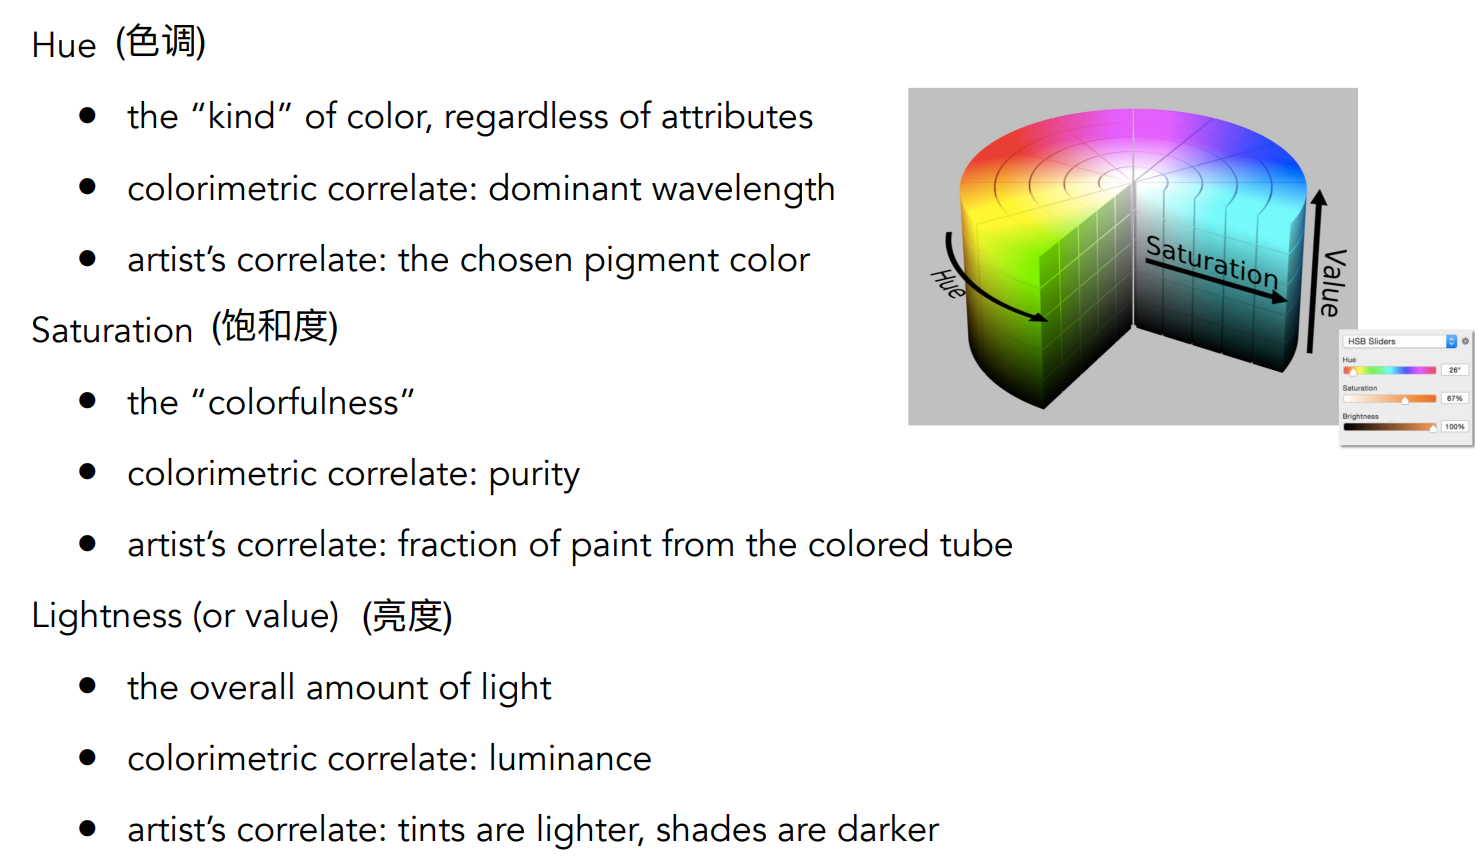 Hue (色调)
● the “kind” of color, regardless of attributes
● colorimetric correlate: dominant wavelength
● artist’s correlate: the chosen pigment color
Saturation (饱和度)
● the “colorfulness”
● colorimetric correlate: purity
● artist’s correlate: fraction of paint from the colored tube
Lightness (or value) (亮度)
● the overall amount of light
● colorimetric correlate: luminance
● artist’s correlate: tints are lighter, shades are darker
Hue
Saturation
Value
HSB Sliders
Hue
26°
Saturation
67%
Brightness
100%